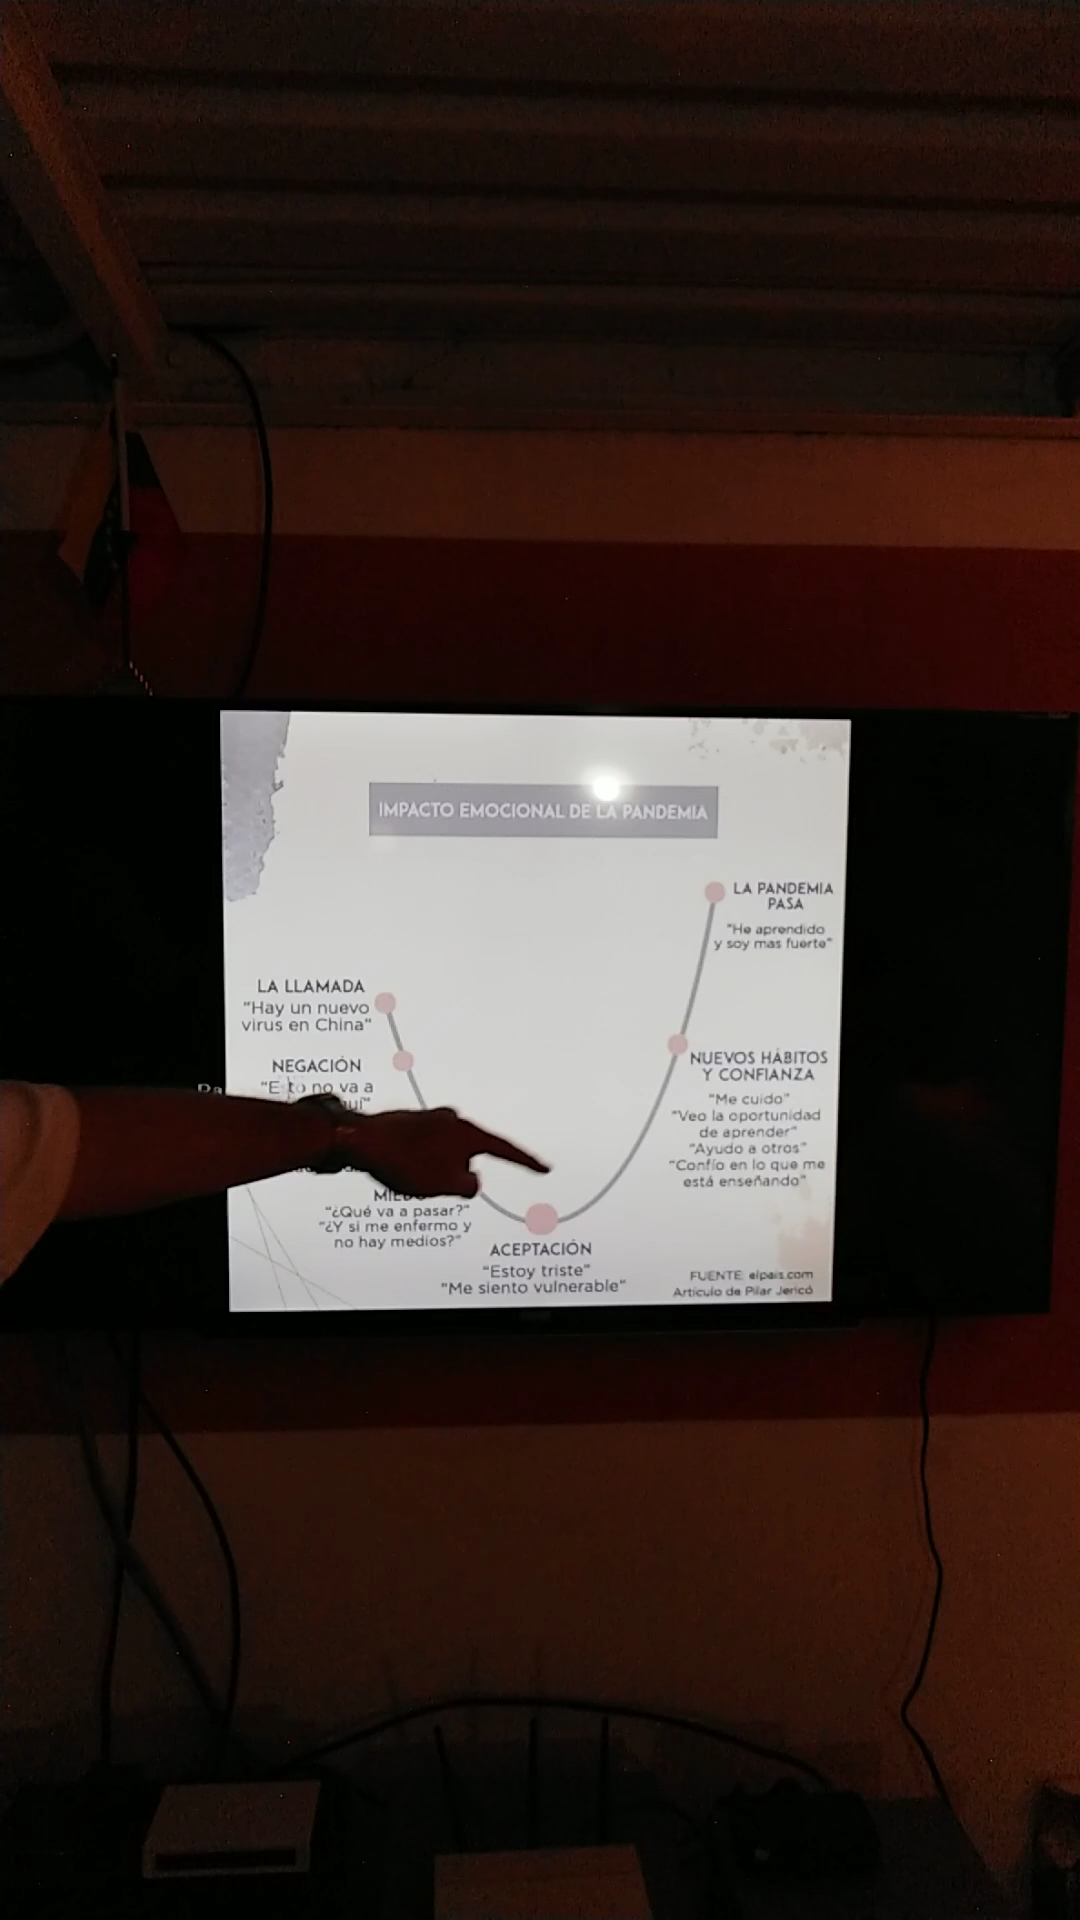 IMPACTO EMOCIONAL DE LA PANDEMIA
LA LLAMADA
"Hay un nuevo
virus en China"
NEGACIÓN
"Esto no va a
MIEDO
"¿Qué va a pasar?"
"¿Y si me enfermo y
no hay medios?"
ACEPTACIÓN
"Estoy triste"
"Me siento vulnerable"
NUEVOS HÁBITOS
Y CONFIANZA
"Me cuido"
"Veo la oportunidad
de aprender"
"Ayudo a otros"
"Confío en lo que me
está enseñando"
LA PANDEMIA
PASA
"He aprendido
y soy mas fuerte"
FUENTE: elpais.com
Artículo de Pilar Jericó